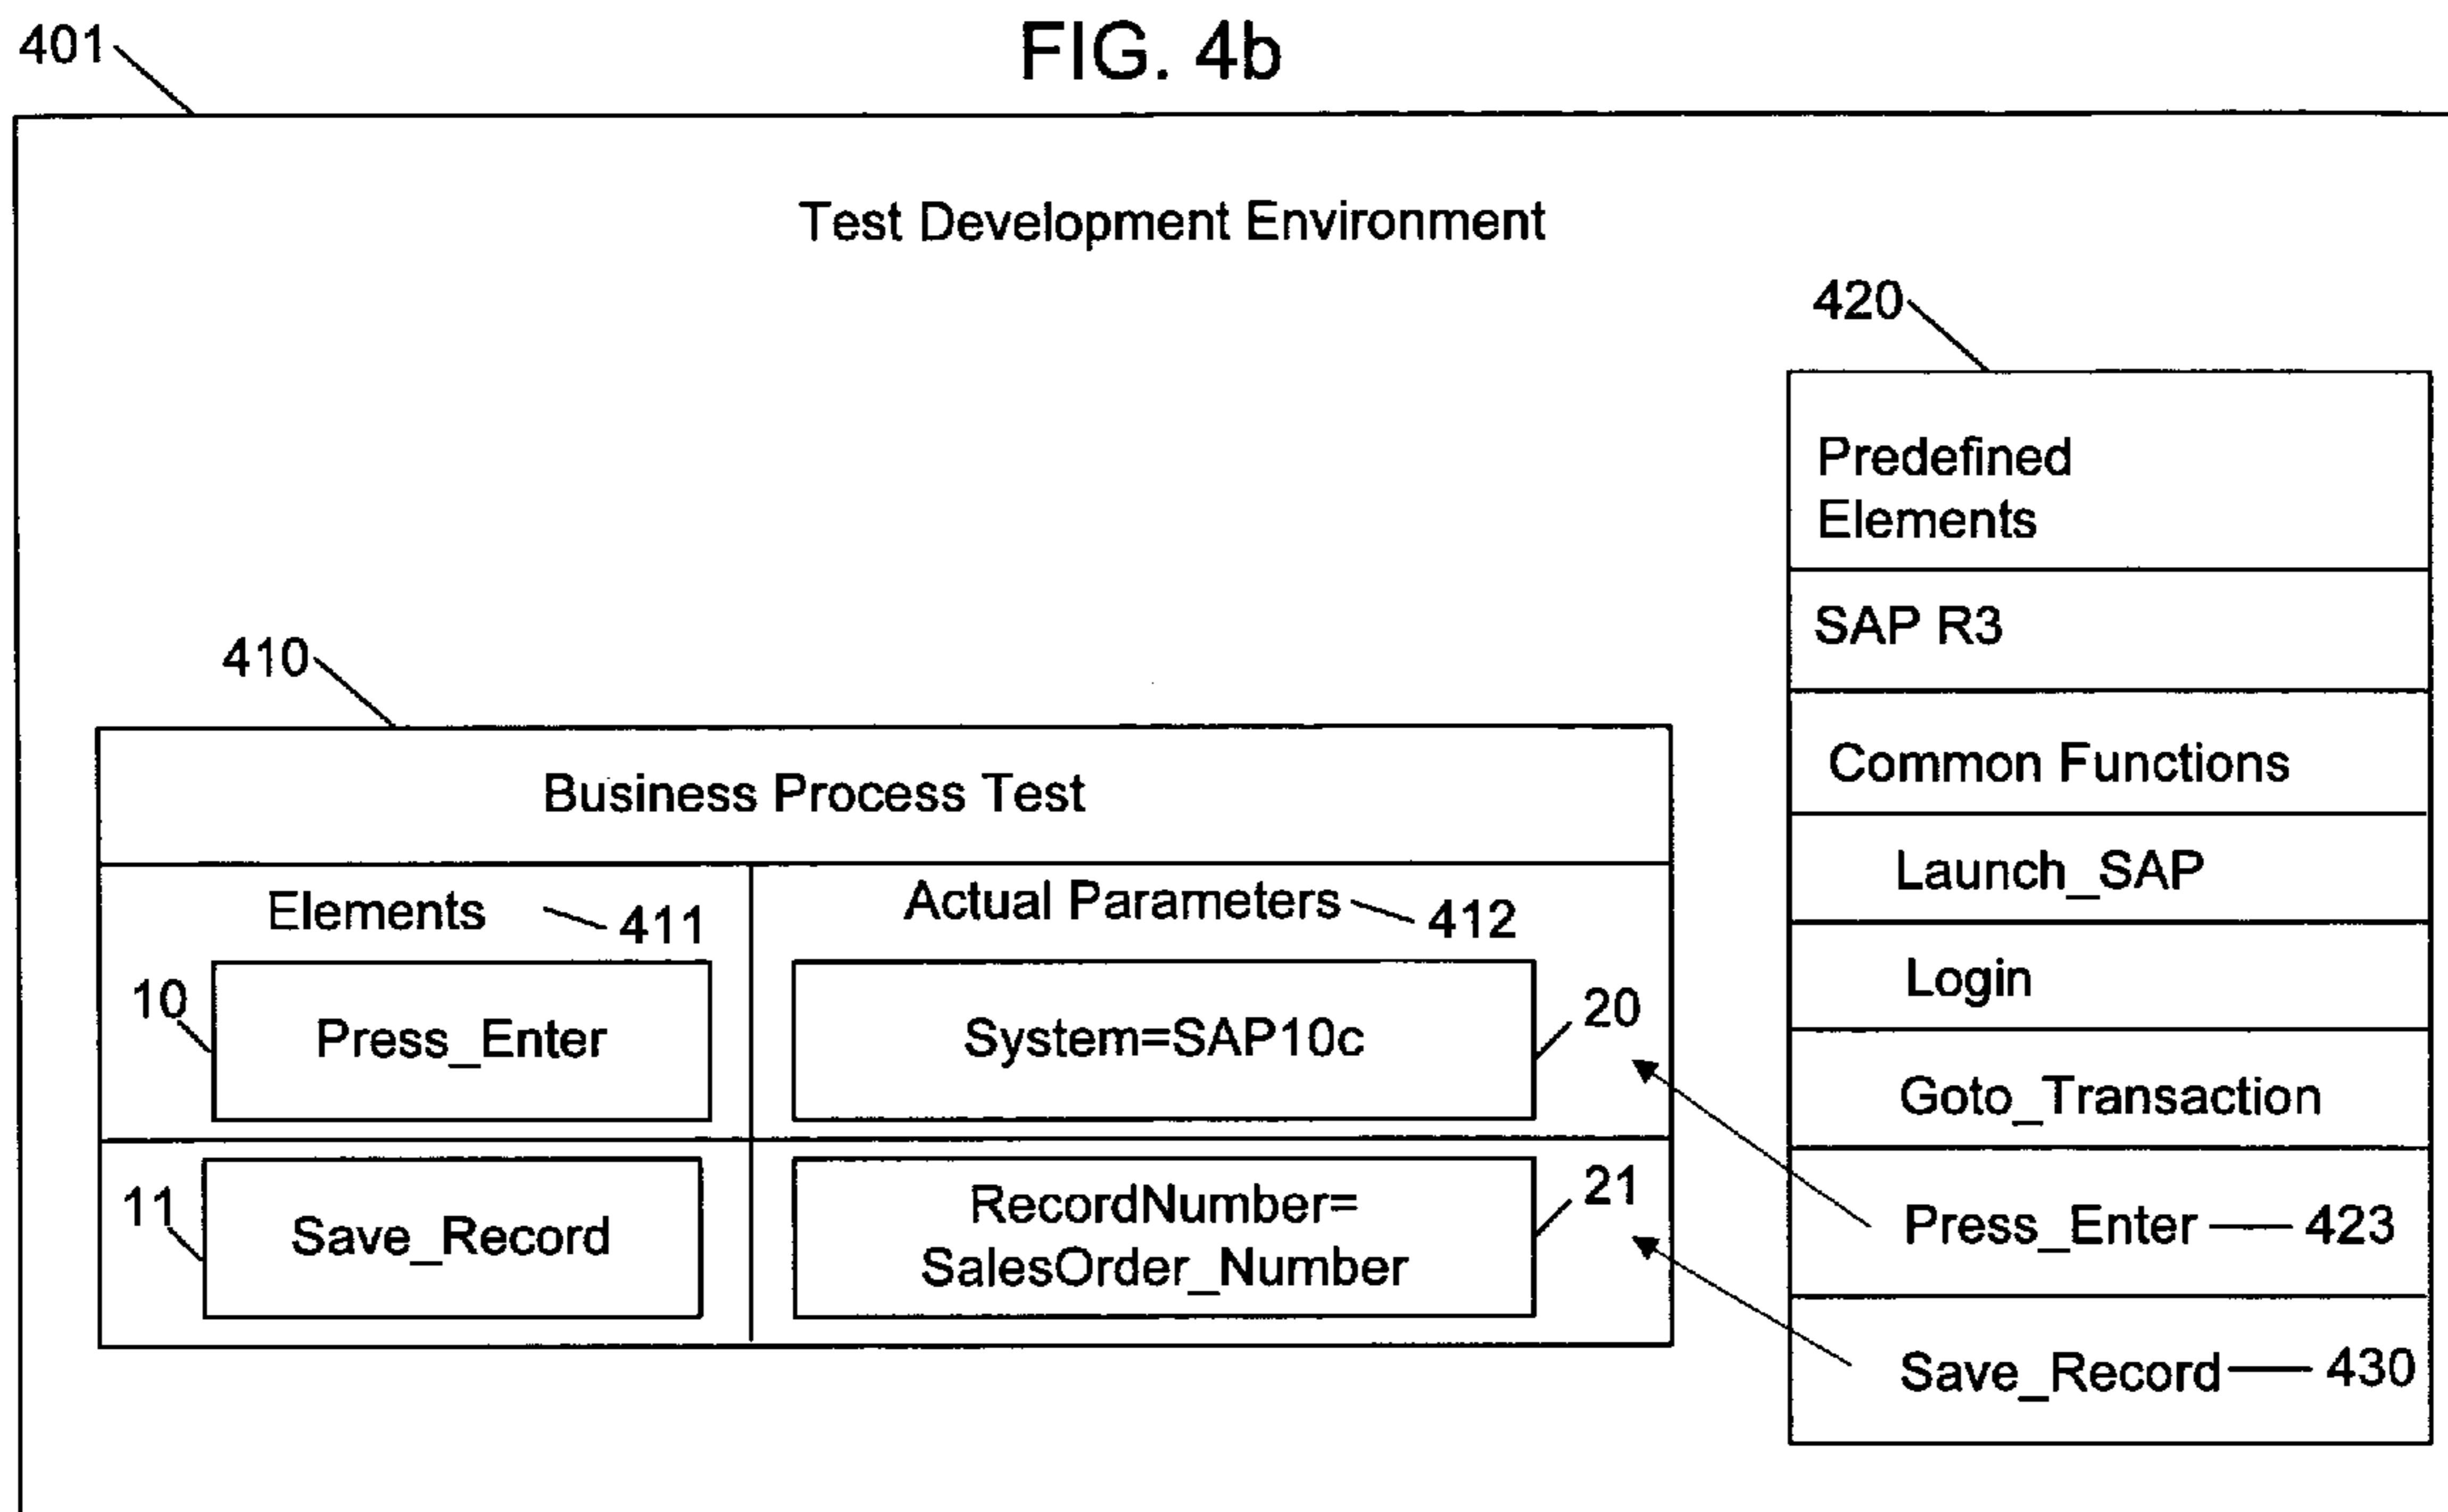 FIG. 4b
401
Test Development Environment
420
Predefined
Elements
SAP R3
Common Functions
Launch_SAP
Login
Goto_Transaction
Press_Enter 423
Save_Record 430
410
Business Process Test
Elements 411
Actual Parameters 412
10
Press_Enter
System=SAP10c
20
11
Save_Record
RecordNumber=
SalesOrder_Number
21